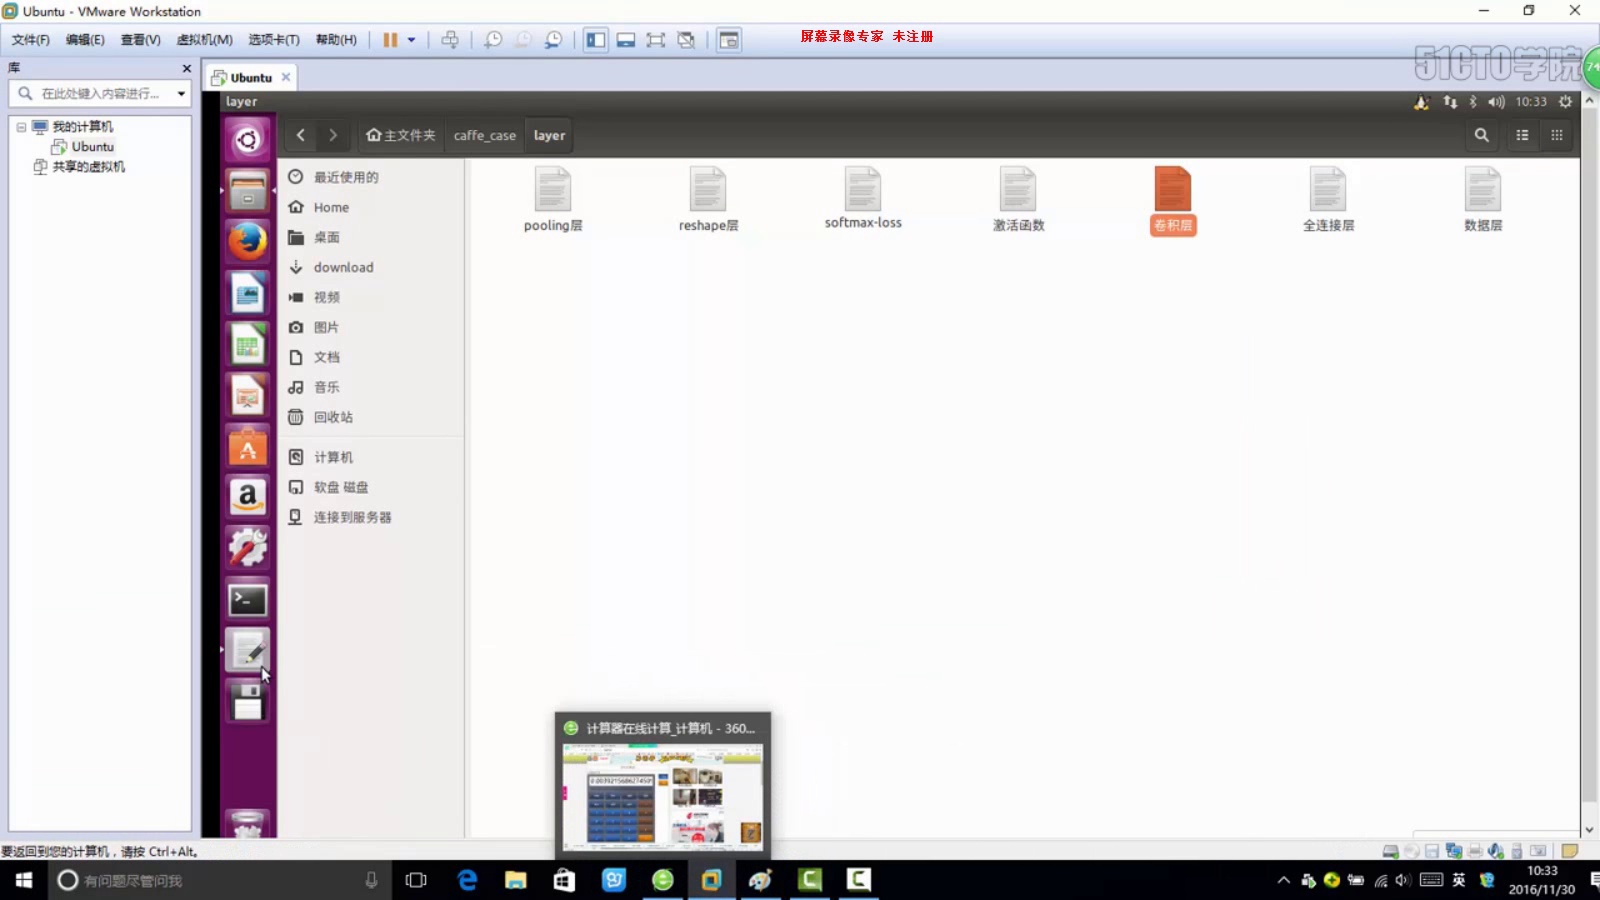 Ubuntu - VMware Workstation
文件(F) 编辑(E) 查看(V) 虚拟机(M) 选项卡(T) 帮助(H)
屏幕录像专家 未注册
51CTO学院
74
库
Ubuntu
在此处键入内容进行...
我的计算机
Ubuntu
共享的虚拟机
layer
10:33
主文件夹 caffe_case layer
最近使用的
Home
桌面
download
视频
图片
文档
音乐
回收站
计算机
软盘 磁盘
连接到服务器
pooling层
reshape层
softmax-loss
激活函数
卷积层
全连接层
数据层
计算器在线计算_计算机 - 360...
要返回到您的计算机，请按 Ctrl+Alt。
有问题尽管问我
英
10:33
2016/11/30